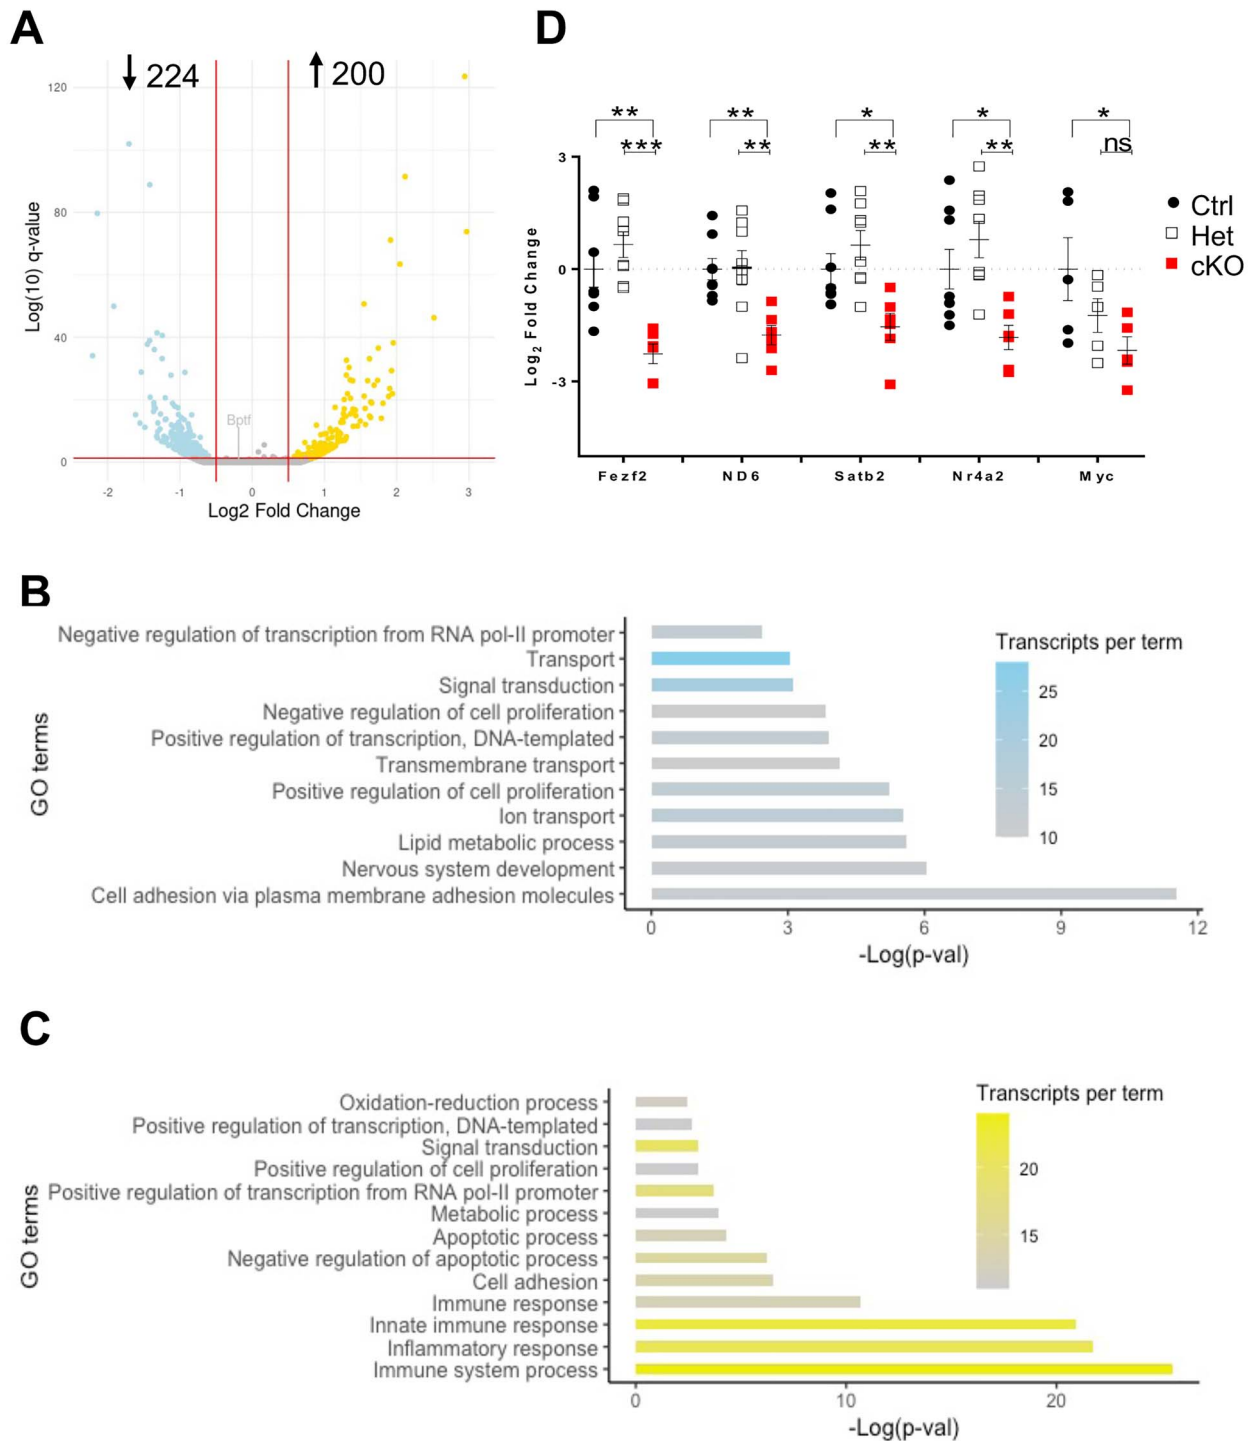 A
↓ 224
↑ 200
120
80
40
0
Bptf
-2
-1
0
1
2
3
Log(10) q-value
Log2 Fold Change
D
** ** * * *
*** ** ** ** ns
3
0
-3
Log2 Fold Change
Fezf2 ND6 Satb2 Nr4a2 Myc
Ctrl
Het
cKO
B
GO terms
Negative regulation of transcription from RNA pol-II promoter
Transport
Signal transduction
Negative regulation of cell proliferation
Positive regulation of transcription, DNA-templated
Transmembrane transport
Positive regulation of cell proliferation
Ion transport
Lipid metabolic process
Nervous system development
Cell adhesion via plasma membrane adhesion molecules
0 3 6 9 12
-Log(p-val)
Transcripts per term
25
20
15
10
C
GO terms
Oxidation-reduction process
Positive regulation of transcription, DNA-templated
Signal transduction
Positive regulation of cell proliferation
Positive regulation of transcription from RNA pol-II promoter
Metabolic process
Apoptotic process
Negative regulation of apoptotic process
Cell adhesion
Immune response
Innate immune response
Inflammatory response
Immune system process
0 10 20
-Log(p-val)
Transcripts per term
20
15